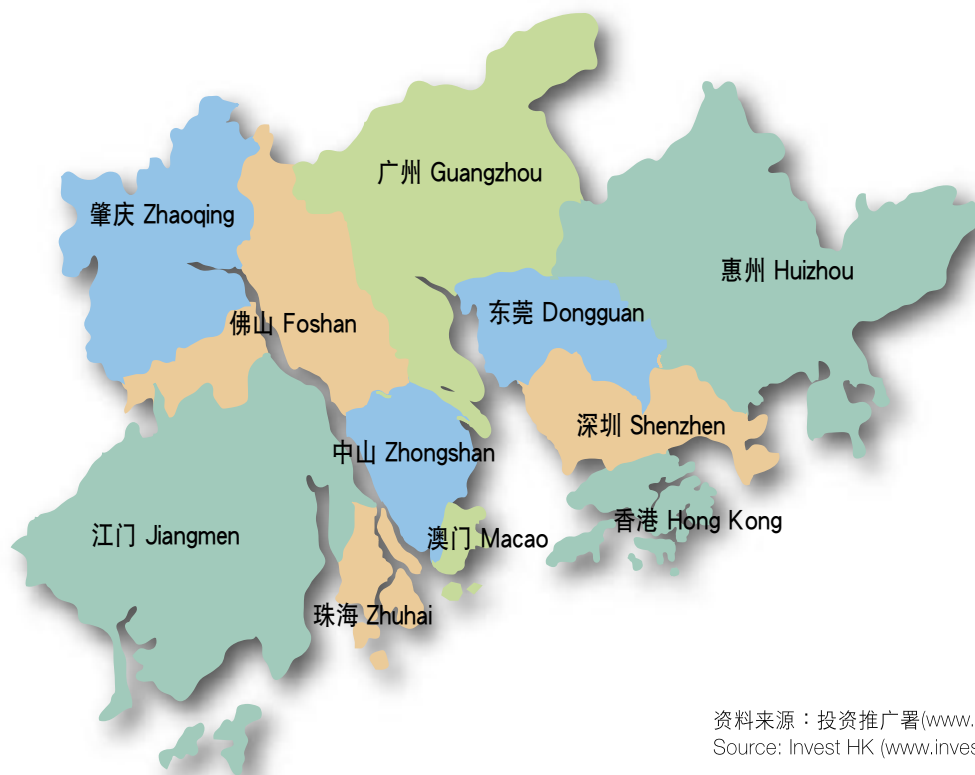 广州 Guangzhou
肇庆 Zhaoqing
惠州 Huizhou
东莞 Dongguan
佛山 Foshan
深圳 Shenzhen
中山 Zhongshan
香港 Hong Kong
江门 Jiangmen
澳门 Macao
珠海 Zhuhai
资料来源：投资推广署(www.
Source: Invest HK (www.inves